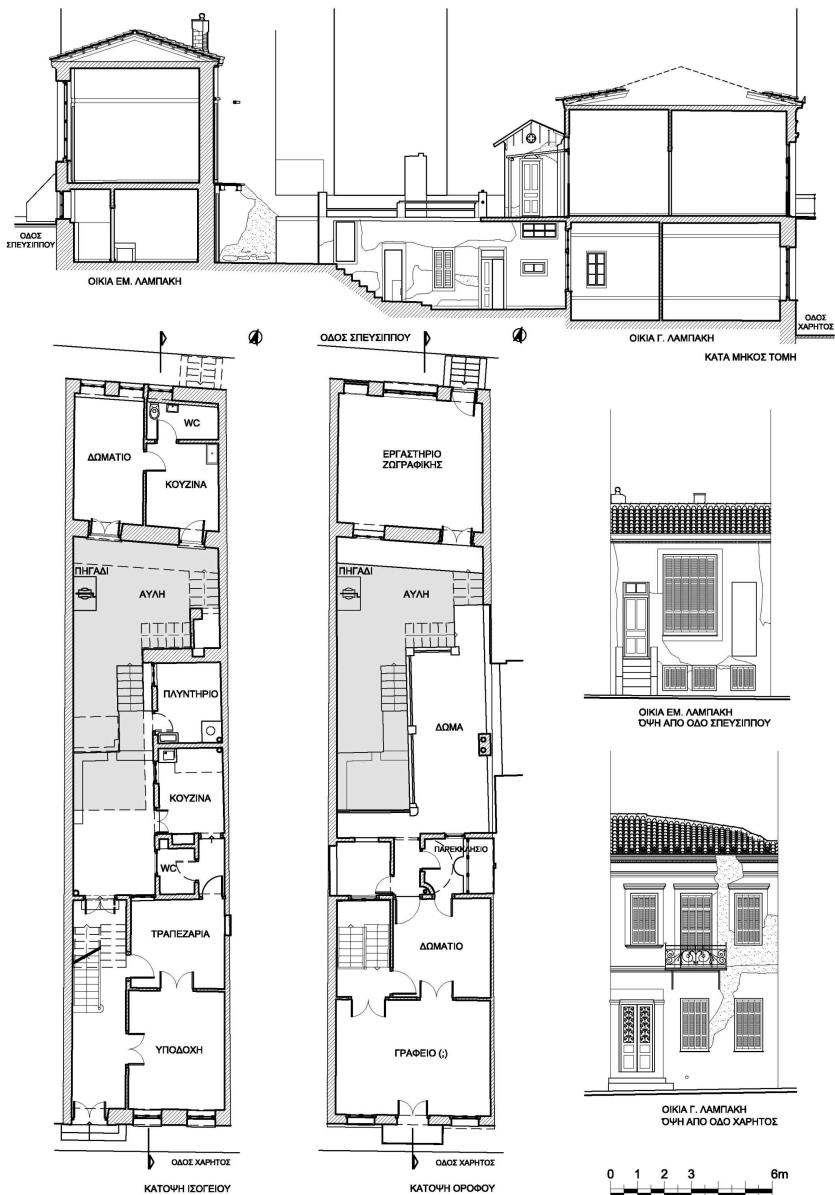 ΟΔΟΣ
ΣΠΕΥΣΙΠΠΟΥ
ΟΙΚΙΑ ΕΜ. ΛΑΜΠΑΚΗ
ΟΔΟΣ
ΧΑΡΗΤΟΣ
ΟΙΚΙΑ Γ. ΛΑΜΠΑΚΗ
ΚΑΤΑ ΜΗΚΟΣ ΤΟΜΗ
ΟΔΟΣ ΣΠΕΥΣΙΠΠΟΥ
WC
ΔΩΜΑΤΙΟ
ΚΟΥΖΙΝΑ
ΠΗΓΑΔΙ
ΑΥΛΗ
ΠΛΥΝΤΗΡΙΟ
ΚΟΥΖΙΝΑ
WC
ΤΡΑΠΕΖΑΡΙΑ
ΥΠΟΔΟΧΗ
ΟΔΟΣ ΧΑΡΗΤΟΣ
ΚΑΤΟΨΗ ΙΣΟΓΕΙΟΥ
ΕΡΓΑΣΤΗΡΙΟ
ΖΩΓΡΑΦΙΚΗΣ
ΠΗΓΑΔΙ
ΑΥΛΗ
ΔΩΜΑ
ΠΑΡΕΚΚΛΗΣΙΟ
ΔΩΜΑΤΙΟ
ΓΡΑΦΕΙΟ (;)
ΟΔΟΣ ΧΑΡΗΤΟΣ
ΚΑΤΟΨΗ ΟΡΟΦΟΥ
ΟΙΚΙΑ ΕΜ. ΛΑΜΠΑΚΗ
ΌΨΗ ΑΠΟ ΟΔΟ ΣΠΕΥΣΙΠΠΟΥ
ΟΙΚΙΑ Γ. ΛΑΜΠΑΚΗ
ΌΨΗ ΑΠΟ ΟΔΟ ΧΑΡΗΤΟΣ
0 1 2 3 6m